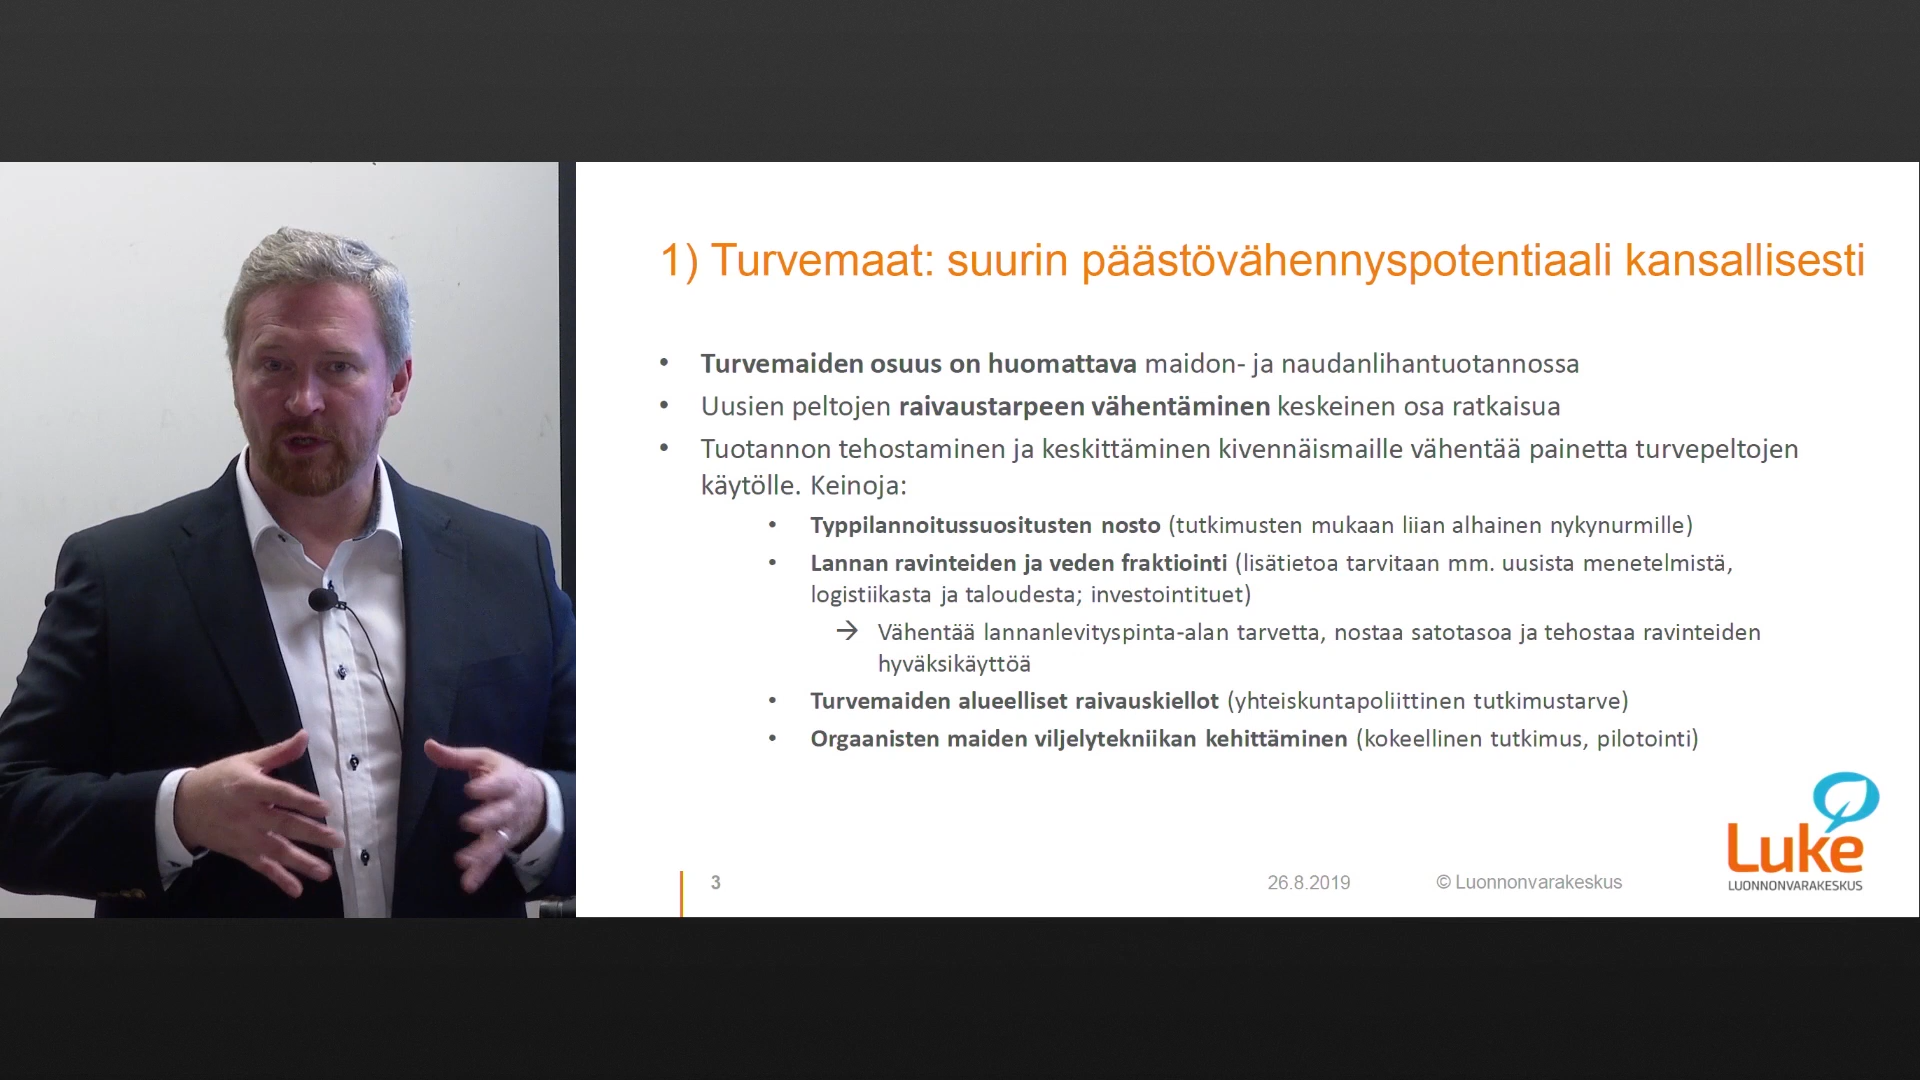 1) Turvemaat: suurin päästövähennyspotentiaali kansallisesti
• Turvemaiden osuus on huomattava maidon- ja naudanlihantuotannossa
• Uusien peltojen raivaustarpeen vähentäminen keskeinen osa ratkaisua
• Tuotannon tehostaminen ja keskittäminen kivennäismaille vähentää painetta turvepeltojen
käytölle. Keinoja:
• Typpilannoitussuositusten nosto (tutkimusten mukaan liian alhainen nykynurmille)
• Lannan ravinteiden ja veden fraktiointi (lisätietoa tarvitaan mm. uusista menetelmistä,
logistiikasta ja taloudesta; investointituet)
→ Vähentää lannanlevityspinta-alan tarvetta, nostaa satotasoa ja tehostaa ravinteiden
hyväksikäyttöä
• Turvemaiden alueelliset raivauskiellot (yhteiskuntapoliittinen tutkimustarve)
• Orgaanisten maiden viljelytekniikan kehittäminen (kokeellinen tutkimus, pilotointi)
Luke
LUONNONVARAKESKUS
3 26.8.2019 © Luonnonvarakeskus